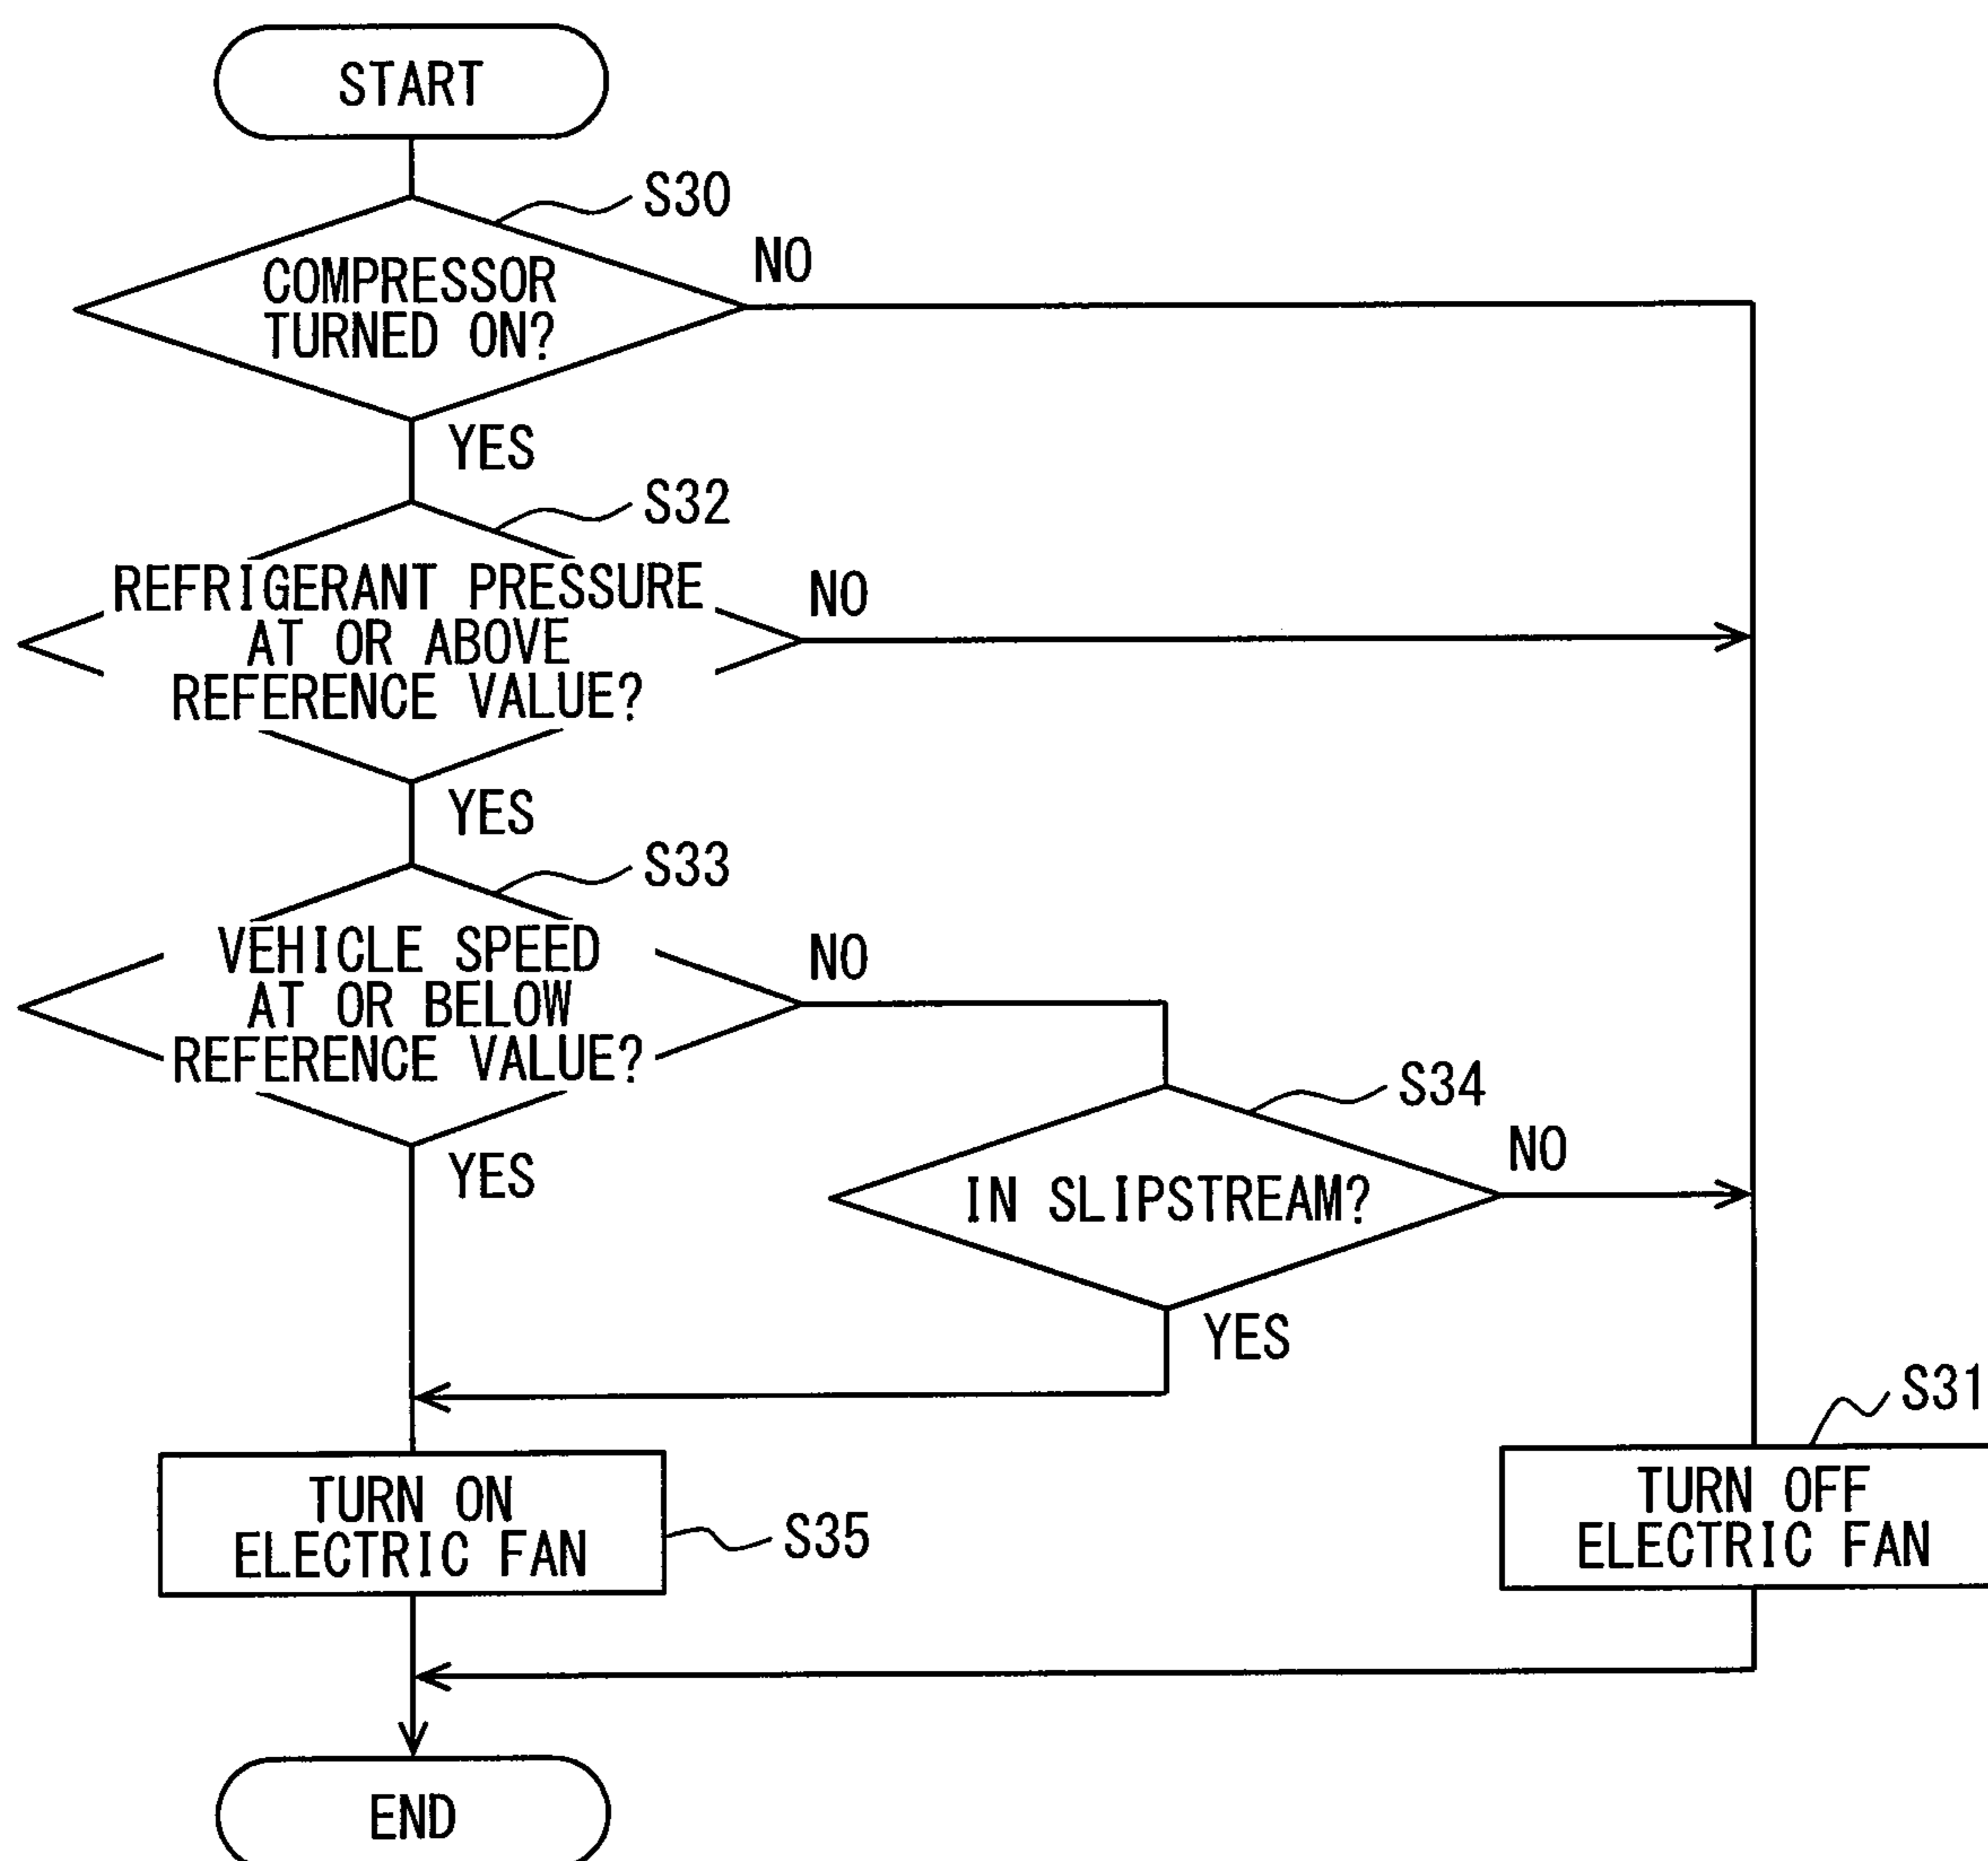 START
S30
NO
COMPRESSOR
TURNED ON?
YES
S32
REFRIGERANT PRESSURE
AT OR ABOVE
REFERENCE VALUE?
NO
YES
S33
VEHICLE SPEED
AT OR BELOW
REFERENCE VALUE?
NO
YES
S34
IN SLIPSTREAM?
NO
YES
S31
TURN ON
ELECTRIC FAN
S35
TURN OFF
ELECTRIC FAN
END